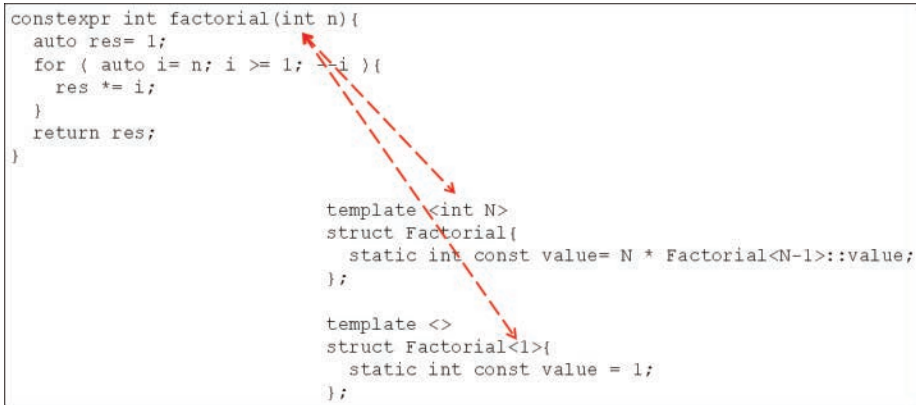 constexpr int factorial(int n){
  auto res= 1;
  for ( auto i= n; i >= 1; --i ){
    res *= i;
  }
  return res;
}
template <int N>
struct Factorial{
  static int const value= N * Factorial<N-1>::value;
};
template <>
struct Factorial<1>{
  static int const value = 1;
};